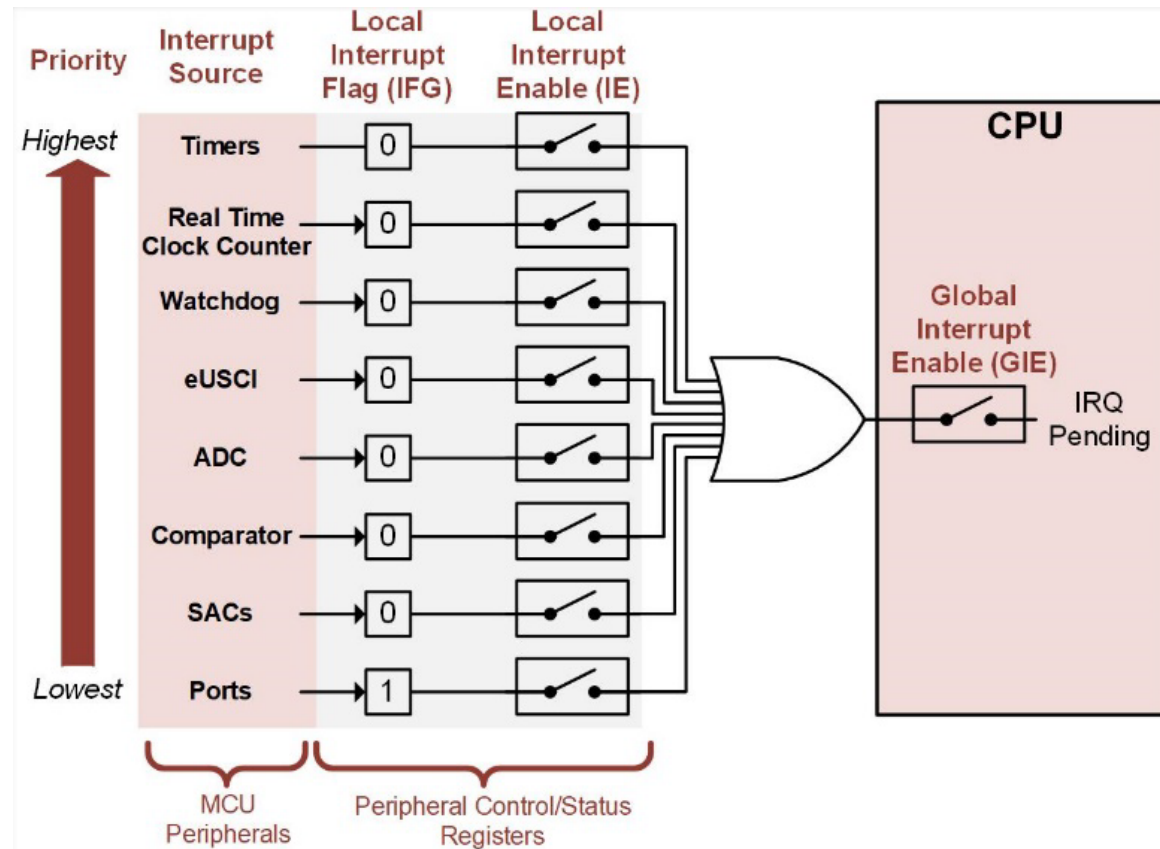 Priority
Interrupt
Source
Local
Interrupt
Flag (IFG)
Local
Interrupt
Enable (IE)
Highest
Lowest
Timers
0
Real Time
Clock Counter
0
Watchdog
0
eUSCI
0
ADC
0
Comparator
0
SACs
0
Ports
1
CPU
Global
Interrupt
Enable (GIE)
IRQ
Pending
MCU
Peripherals
Peripheral Control/Status
Registers